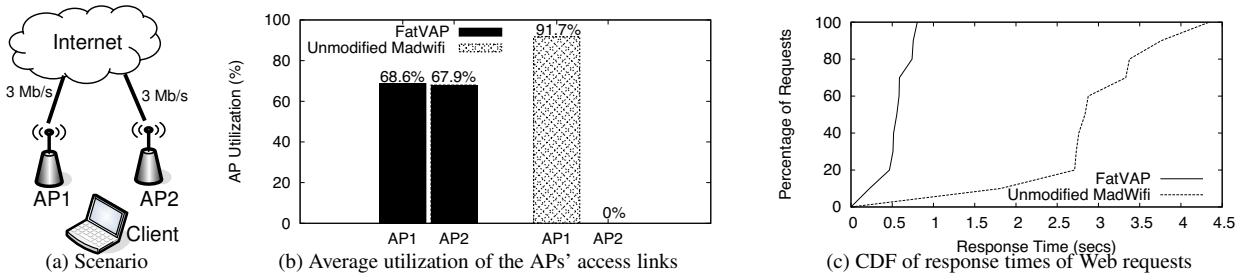 Internet
3 Mb/s
3 Mb/s
AP1
AP2
Client
(a) Scenario
AP Utilization (%)
100
80
60
40
20
0
FatVAP
Unmodified Madwifi
68.6%
67.9%
91.7%
0%
AP1
AP2
AP1
AP2
(b) Average utilization of the APs' access links
Percentage of Requests
100
80
60
40
20
0
FatVAP
Unmodified MadWifi
0
0.5
1
1.5
2
2.5
3
3.5
4
4.5
Response Time (secs)
(c) CDF of response times of Web requests